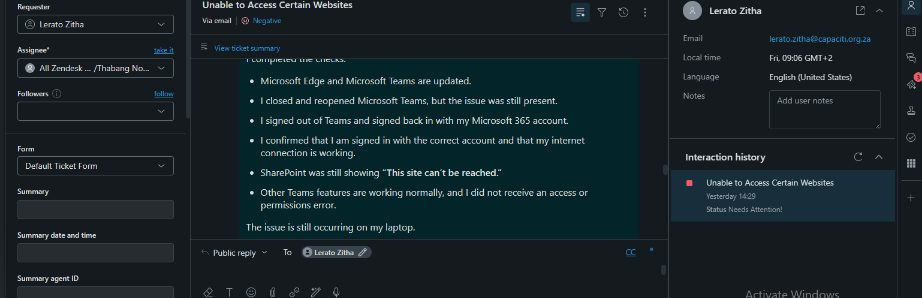 Requester
Lerato Zitha
Assignee*
take it
All Zendesk ... /Thabang No...
Followers
follow
Form
Default Ticket Form
Summary
Summary date and time
Summary agent ID
Unable to Access Certain Websites
Via email
Negative
View ticket summary
I completed the checks:
• Microsoft Edge and Microsoft Teams are updated.
• I closed and reopened Microsoft Teams, but the issue was still present.
• I signed out of Teams and signed back in with my Microsoft 365 account.
• I confirmed that I am signed in with the correct account and that my internet
connection is working.
• SharePoint was still showing "This site can't be reached."
• Other Teams features are working normally, and I did not receive an access or
permissions error.
The issue is still occurring on my laptop.
Public reply
To
Lerato Zitha
CC
T
Lerato Zitha
Email
lerato.zitha@capaciti.org.za
Local time
Fri, 09:06 GMT+2
Language
English (United States)
Notes
Add user notes
Interaction history
Unable to Access Certain Websites
Yesterday 14:29
Status Needs Attention!
3
Activate Windows